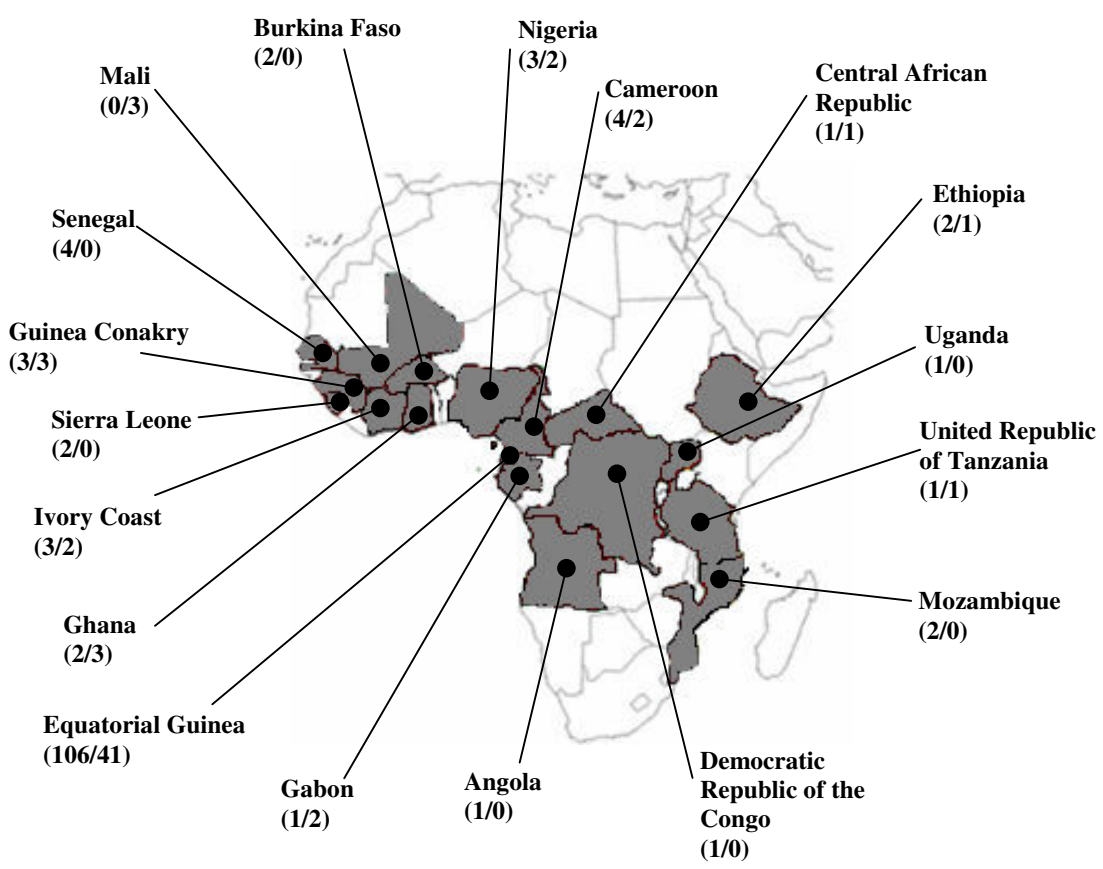 Burkina Faso
(2/0)
Nigeria
(3/2)
Mali
(0/3)
Cameroon
(4/2)
Central African
Republic
(1/1)
Senegal
(4/0)
Ethiopia
(2/1)
Guinea Conakry
(3/3)
Uganda
(1/0)
Sierra Leone
(2/0)
United Republic
of Tanzania
(1/1)
Ivory Coast
(3/2)
Mozambique
(2/0)
Ghana
(2/3)
Equatorial Guinea
(106/41)
Gabon
(1/2)
Angola
(1/0)
Democratic
Republic of the
Congo
(1/0)